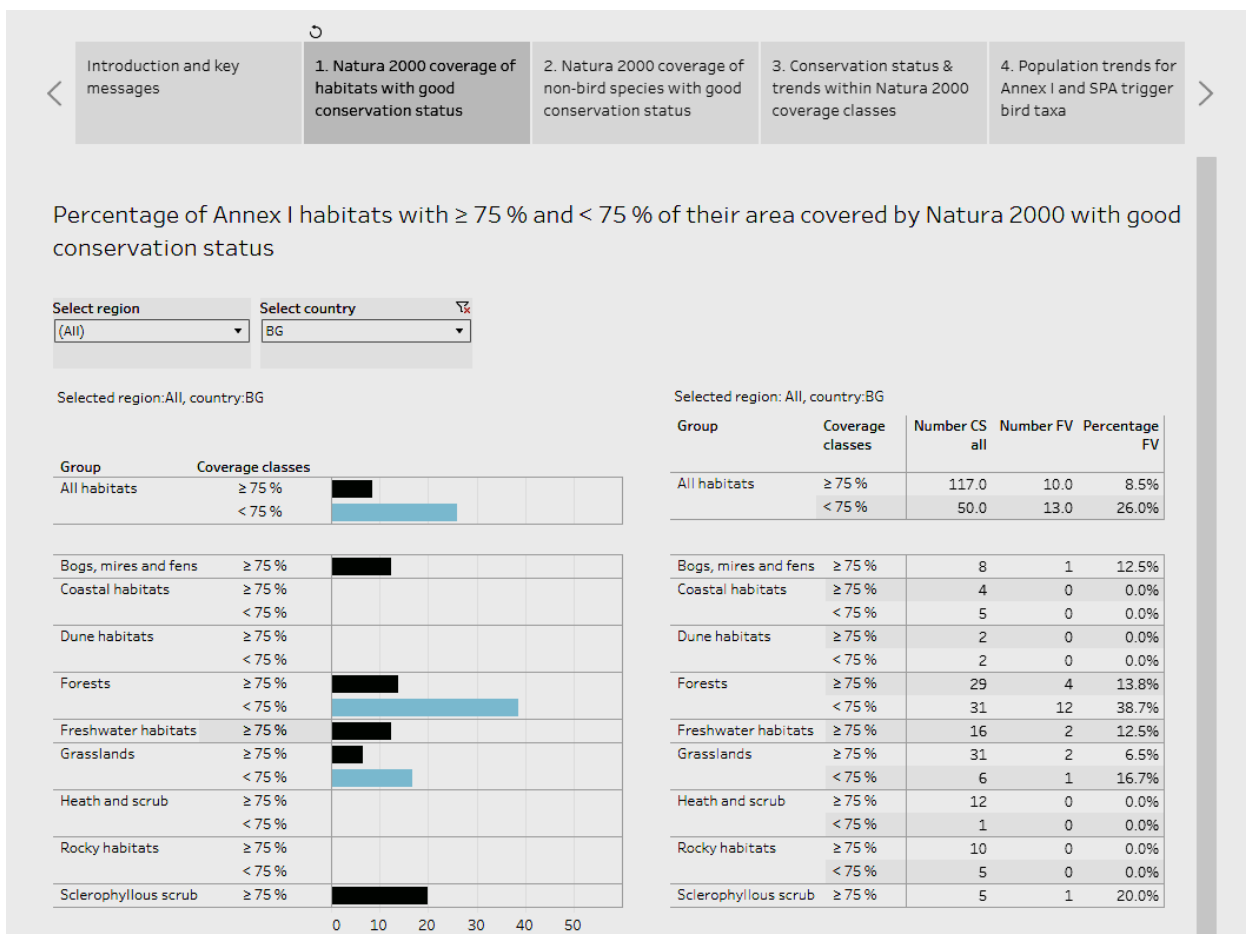 Introduction and key
messages
1. Natura 2000 coverage of
habitats with good
conservation status
2. Natura 2000 coverage of
non-bird species with good
conservation status
3. Conservation status &
trends within Natura 2000
coverage classes
4. Population trends for
Annex I and SPA trigger
bird taxa
Percentage of Annex I habitats with ≥ 75 % and < 75 % of their area covered by Natura 2000 with good
conservation status
Select region
(All)
Select country
BG
Selected region:All, country:BG
Group Coverage classes
All habitats ≥ 75 %
< 75 %
Bogs, mires and fens ≥ 75 %
Coastal habitats ≥ 75 %
< 75 %
Dune habitats ≥ 75 %
< 75 %
Forests ≥ 75 %
< 75 %
Freshwater habitats ≥ 75 %
Grasslands ≥ 75 %
< 75 %
Heath and scrub ≥ 75 %
< 75 %
Rocky habitats ≥ 75 %
< 75 %
Sclerophyllous scrub ≥ 75 %
0 10 20 30 40 50
Selected region: All, country:BG
Group Coverage classes Number CS all Number FV Percentage FV
All habitats ≥ 75 % 117.0 10.0 8.5%
< 75 % 50.0 13.0 26.0%
Bogs, mires and fens ≥ 75 % 8 1 12.5%
Coastal habitats ≥ 75 % 4 0 0.0%
< 75 % 5 0 0.0%
Dune habitats ≥ 75 % 2 0 0.0%
< 75 % 2 0 0.0%
Forests ≥ 75 % 29 4 13.8%
< 75 % 31 12 38.7%
Freshwater habitats ≥ 75 % 16 2 12.5%
Grasslands ≥ 75 % 31 2 6.5%
< 75 % 6 1 16.7%
Heath and scrub ≥ 75 % 12 0 0.0%
< 75 % 1 0 0.0%
Rocky habitats ≥ 75 % 10 0 0.0%
< 75 % 5 0 0.0%
Sclerophyllous scrub ≥ 75 % 5 1 20.0%